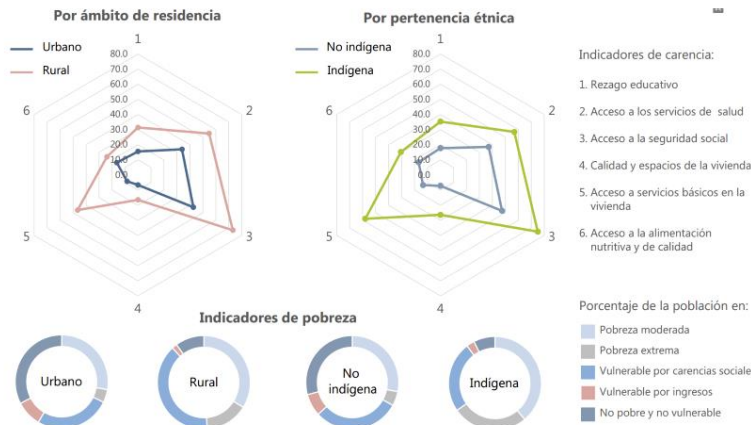 Por ámbito de residencia
Urbano
Rural
1
80.0
70.0
60.0
50.0
40.0
30.0
20.0
10.0
0.0
2
3
4
5
6
Por pertenencia étnica
No indígena
Indígena
1
80.0
70.0
60.0
50.0
40.0
30.0
20.0
10.0
0.0
2
3
4
5
6
Indicadores de carencia:
1. Rezago educativo
2. Acceso a los servicios de salud
3. Acceso a la seguridad social
4. Calidad y espacios de la vivienda
5. Acceso a servicios básicos en la
vivienda
6. Acceso a la alimentación
nutritiva y de calidad
Indicadores de pobreza
Urbano
Rural
No
indígena
Indígena
Porcentaje de la población en:
Pobreza moderada
Pobreza extrema
Vulnerable por carencias sociale
Vulnerable por ingresos
No pobre y no vulnerable